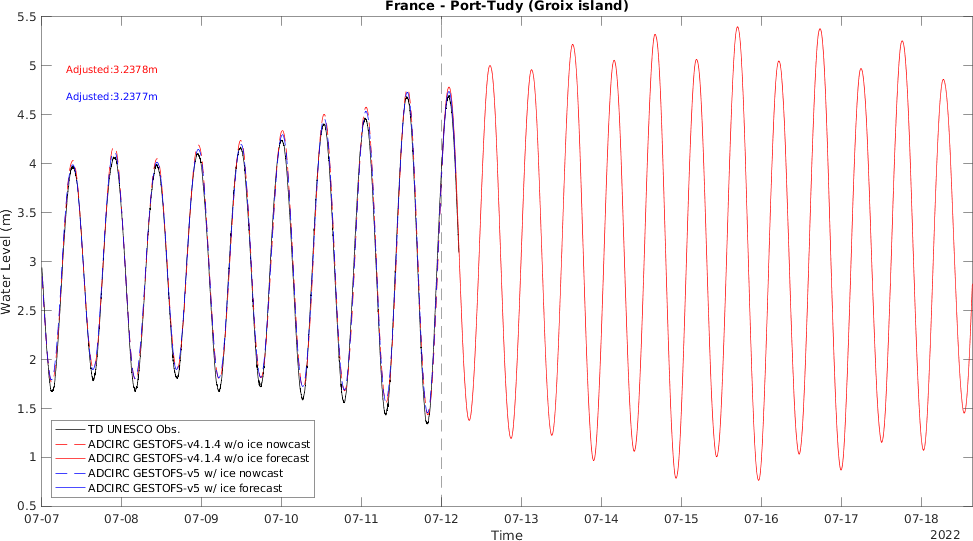 France - Port-Tudy (Groix island)
5.5
5
4.5
4
3.5
3
2.5
2
1.5
1
0.5
Water Level (m)
Adjusted:3.2378m
Adjusted:3.2377m
TD UNESCO Obs.
ADCIRC GESTOFS-v4.1.4 w/o ice nowcast
ADCIRC GESTOFS-v4.1.4 w/o ice forecast
ADCIRC GESTOFS-v5 w/ ice nowcast
ADCIRC GESTOFS-v5 w/ ice forecast
07-07 07-08 07-09 07-10 07-11 07-12 07-13 07-14 07-15 07-16 07-17 07-18
Time
2022